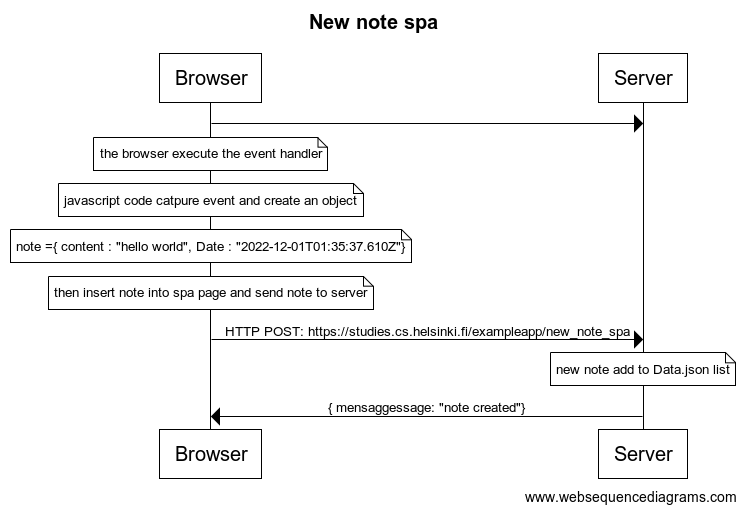 New note spa
Browser
Server
the browser execute the event handler
javascript code catpure event and create an object
note ={ content : "hello world", Date : "2022-12-01T01:35:37.610Z"}
then insert note into spa page and send note to server
HTTP POST: https://studies.cs.helsinki.fi/exampleapp/new_note_spa
new note add to Data.json list
{ mensaggessage: "note created"}
Browser
Server
www.websequencediagrams.com